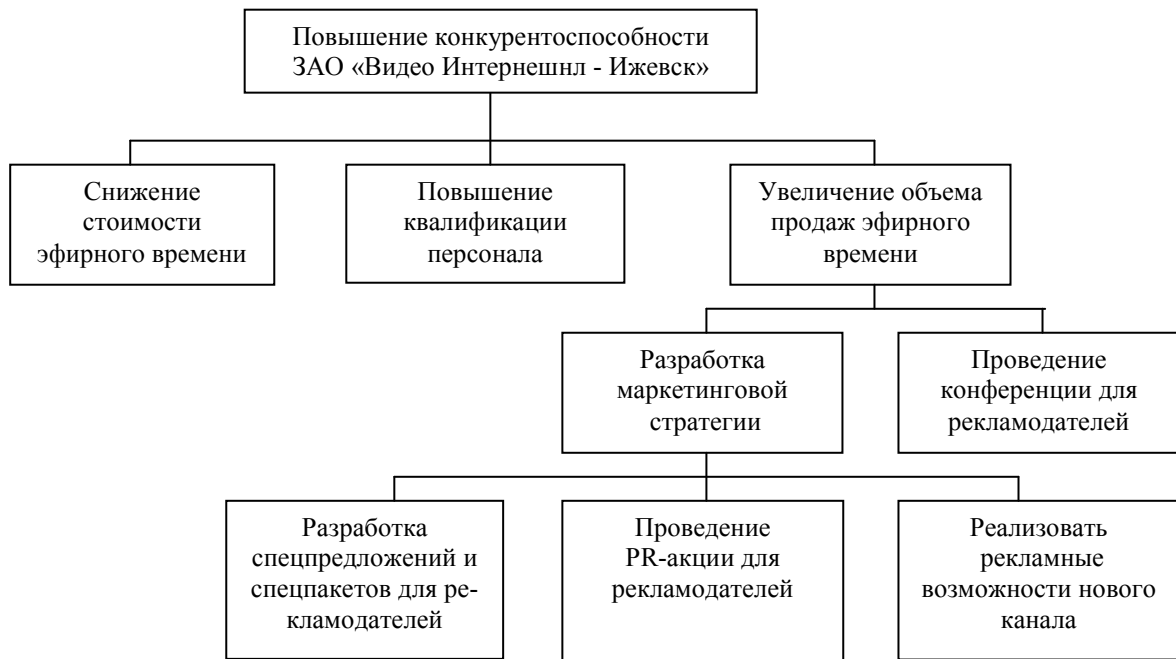 Повышение конкурентоспособности
ЗАО «Видео Интернешнл - Ижевск»
Снижение
стоимости
эфирного времени
Повышение
квалификации
персонала
Увеличение объема
продаж эфирного
времени
Разработка
маркетинговой
стратегии
Проведение
конференции для
рекламодателей
Разработка
спецпредложений и
спецпакетов для ре-
кламодателей
Проведение
PR-акции для
рекламодателей
Реализовать
рекламные
возможности нового
канала